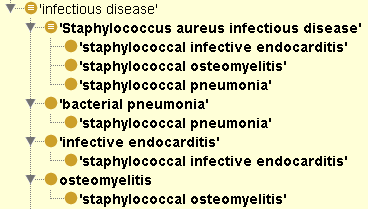 'infectious disease'
'Staphylococcus aureus infectious disease'
'staphylococcal infective endocarditis'
'staphylococcal osteomyelitis'
'staphylococcal pneumonia'
'bacterial pneumonia'
'staphylococcal pneumonia'
'infective endocarditis'
'staphylococcal infective endocarditis'
osteomyelitis
'staphylococcal osteomyelitis'